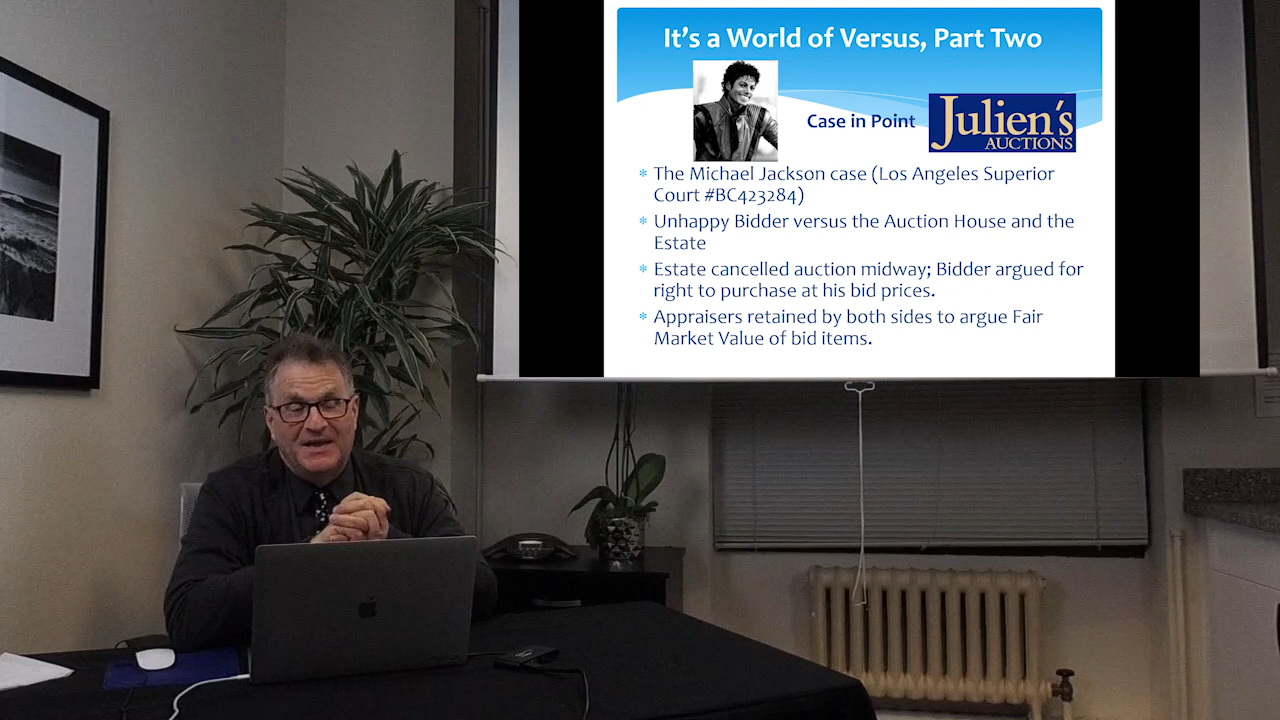 It's a World of Versus, Part Two
Case in Point
Julien's
AUCTIONS
* The Michael Jackson case (Los Angeles Superior
Court #BC423284)
* Unhappy Bidder versus the Auction House and the
Estate
* Estate cancelled auction midway; Bidder argued for
right to purchase at his bid prices.
* Appraisers retained by both sides to argue Fair
Market Value of bid items.